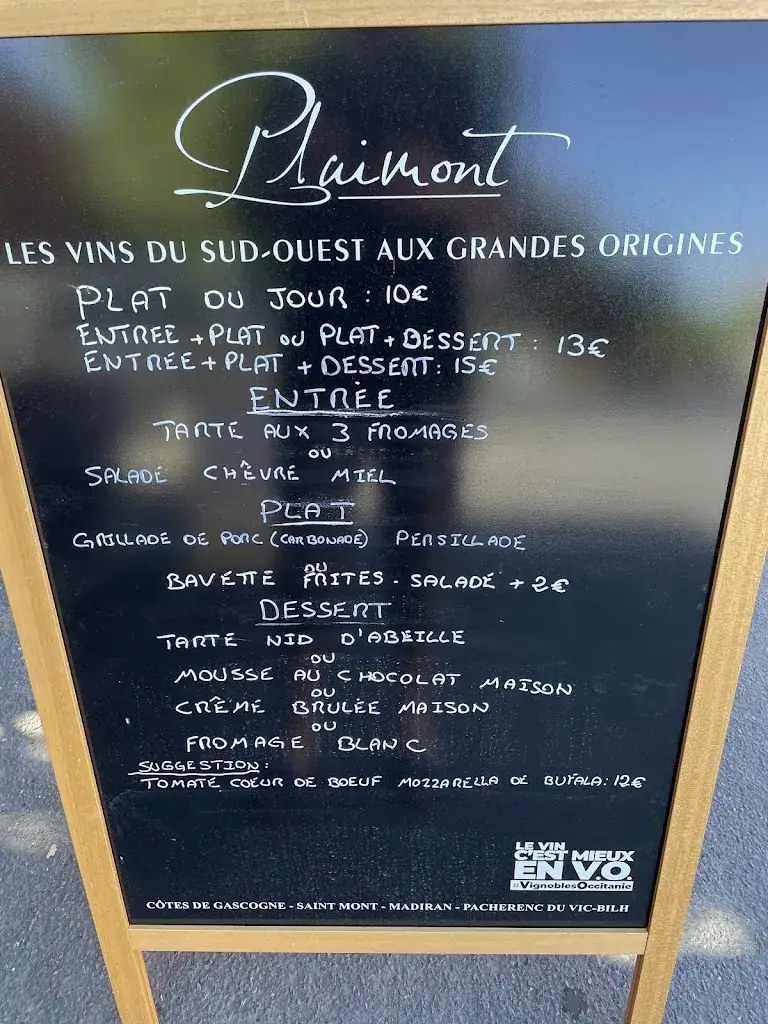 Plaimont
LES VINS DU SUD-OUEST AUX GRANDES ORIGINES
PLAT DU JOUR : 10€
ENTREE + PLAT OU PLAT + DESSERT : 13€
ENTREE + PLAT + DESSERT : 15€
ENTRÉE
TARTE AUX 3 FROMAGES
OU
SALADE CHÊVRE MIEL
PLAT
GRILLADE DE PORC (CARBONADE) PERSILLADE
OU
BAVETTE FRITES - SALADE + 2€
DESSERT
TARTE NID D'ABEILLE
OU
MOUSSE AU CHOCOLAT MAISON
OU
CRÊME BRULÉE MAISON
OU
FROMAGE BLANC
SUGGESTION :
TOMATE COEUR DE BOEUF MOZZARELLA DE BUFALA : 12€
LE VIN
C'EST MIEUX
EN V.O.
#VignoblesOccitanie
CÔTES DE GASCOGNE - SAINT MONT - MADIRAN - PACHERENC DU VIC-BILH